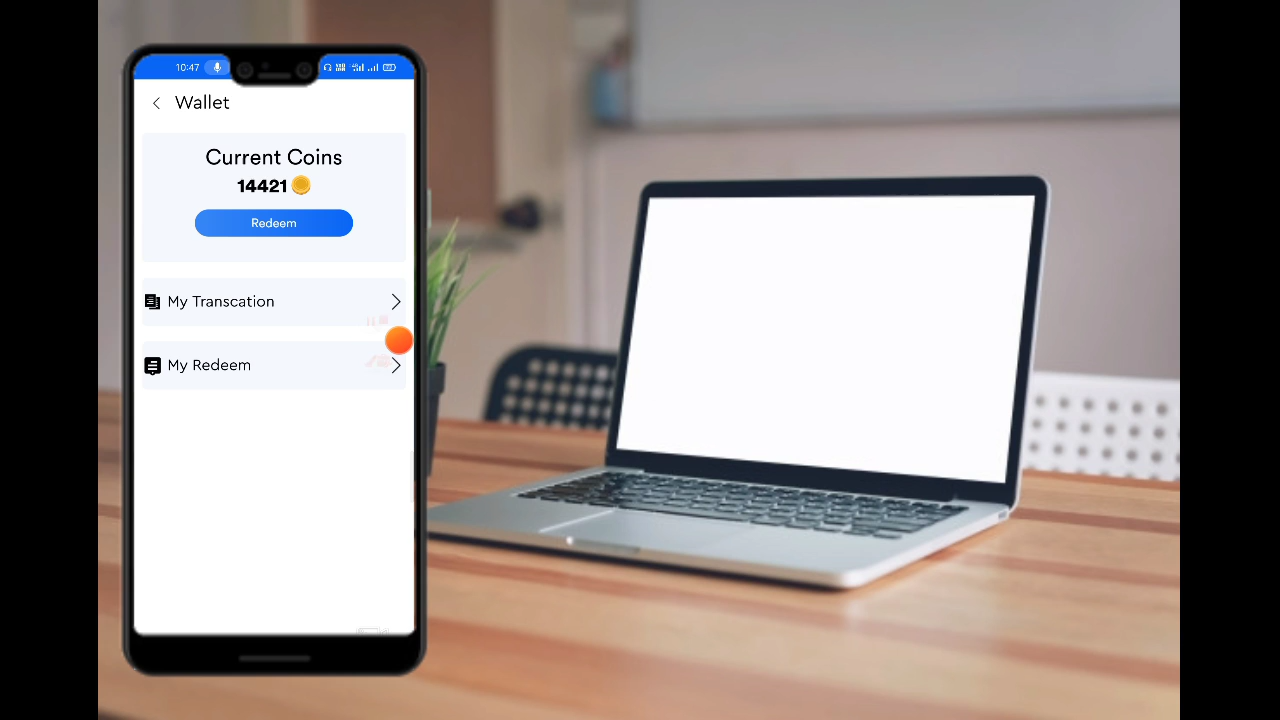 10:47
Wallet
Current Coins
14421
Redeem
My Transcation
My Redeem